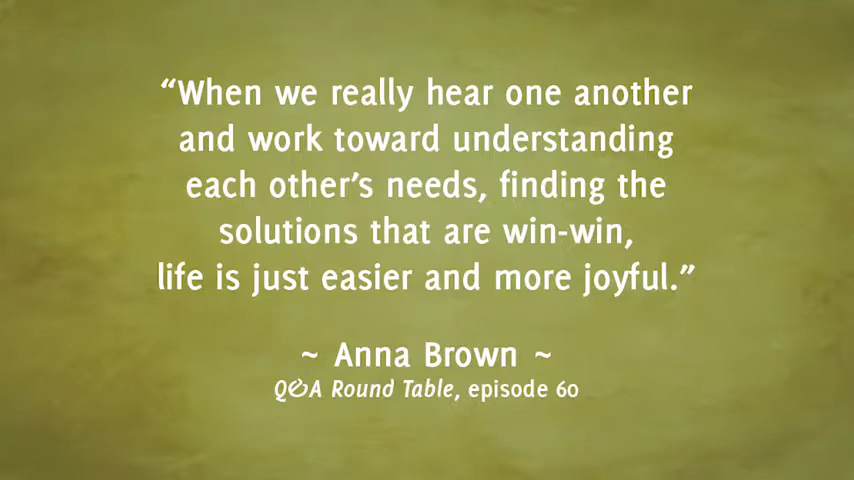 “When we really hear one another
and work toward understanding
each other’s needs, finding the
solutions that are win-win,
life is just easier and more joyful.”
~ Anna Brown ~
Q&A Round Table, episode 60